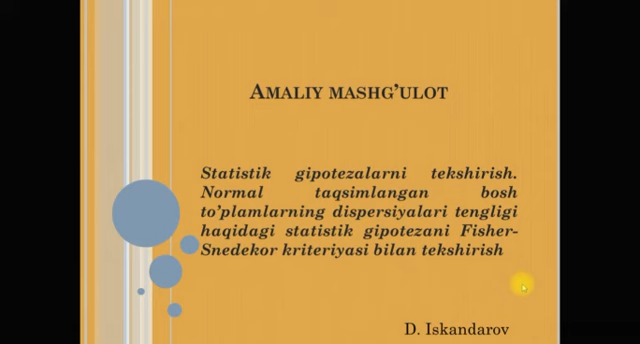 AMALIY MASHG’ULOT
Statistik gipotezalarni tekshirish.
Normal taqsimlangan bosh
to’plamlarning dispersiyalari tengligi
haqidagi statistik gipotezani Fisher-
Snedekor kriteriyasi bilan tekshirish
D. Iskandarov